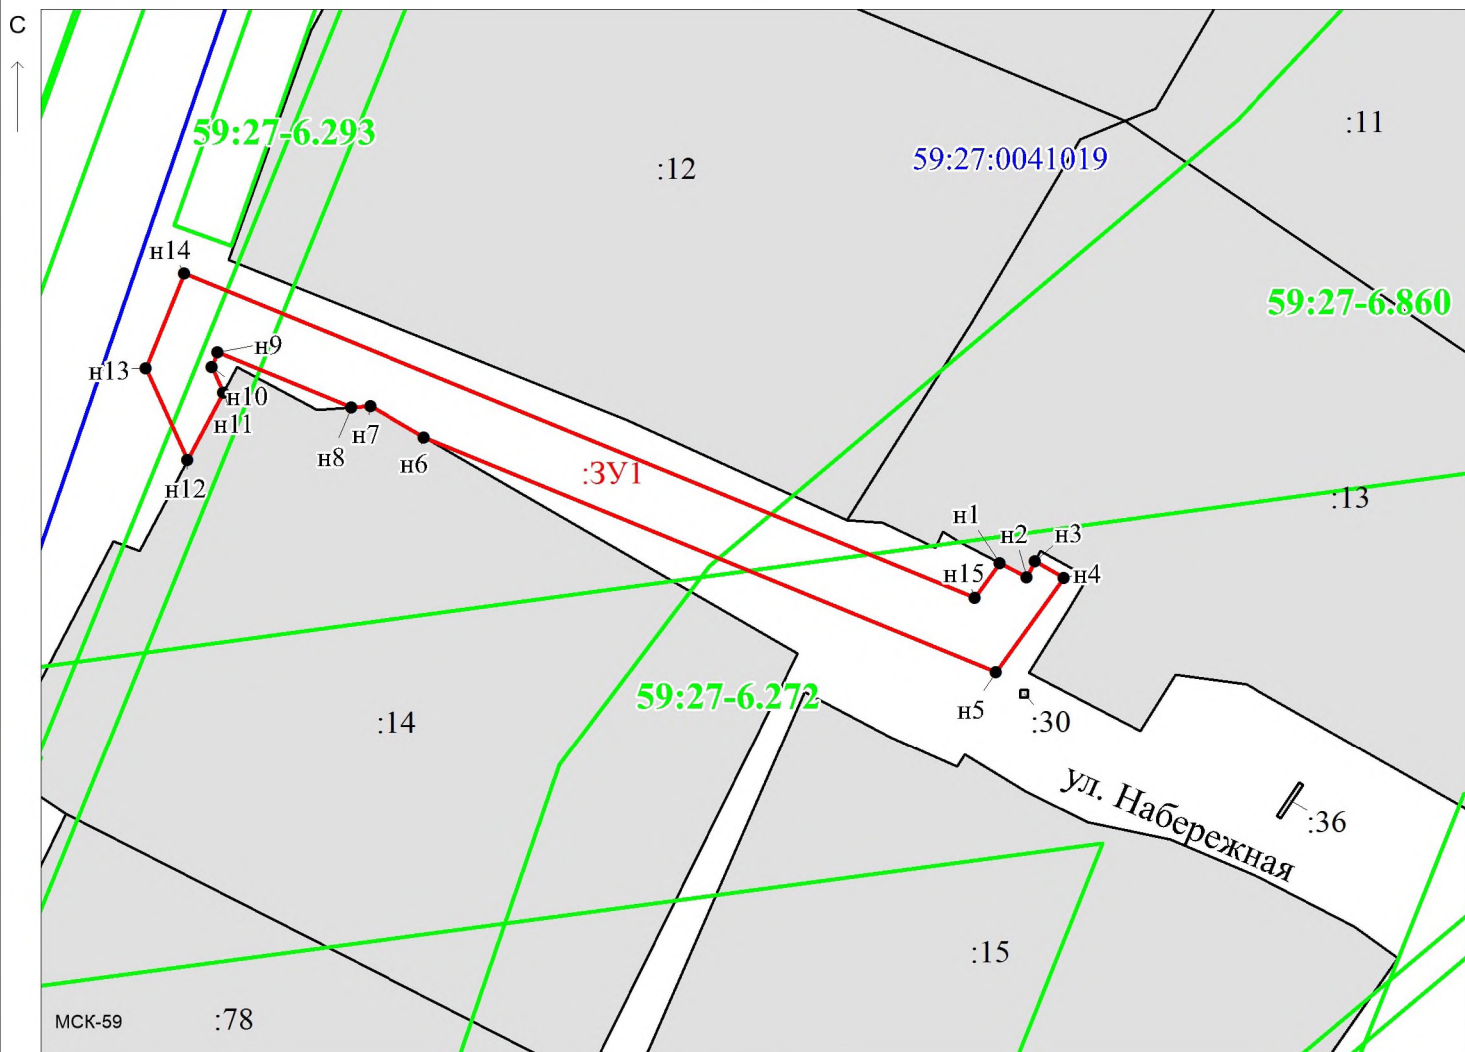 С
59:27-6.293
:11
:12
59:27:0041019
н14
59:27-6.860
н9
н13
н10
н11
н7
н8
н6
:ЗУ1
н12
:13
н1
н2
н3
н15
н4
59:27-6.272
н5
:14
:30
ул. Набережная
:36
:15
МСК-59
:78